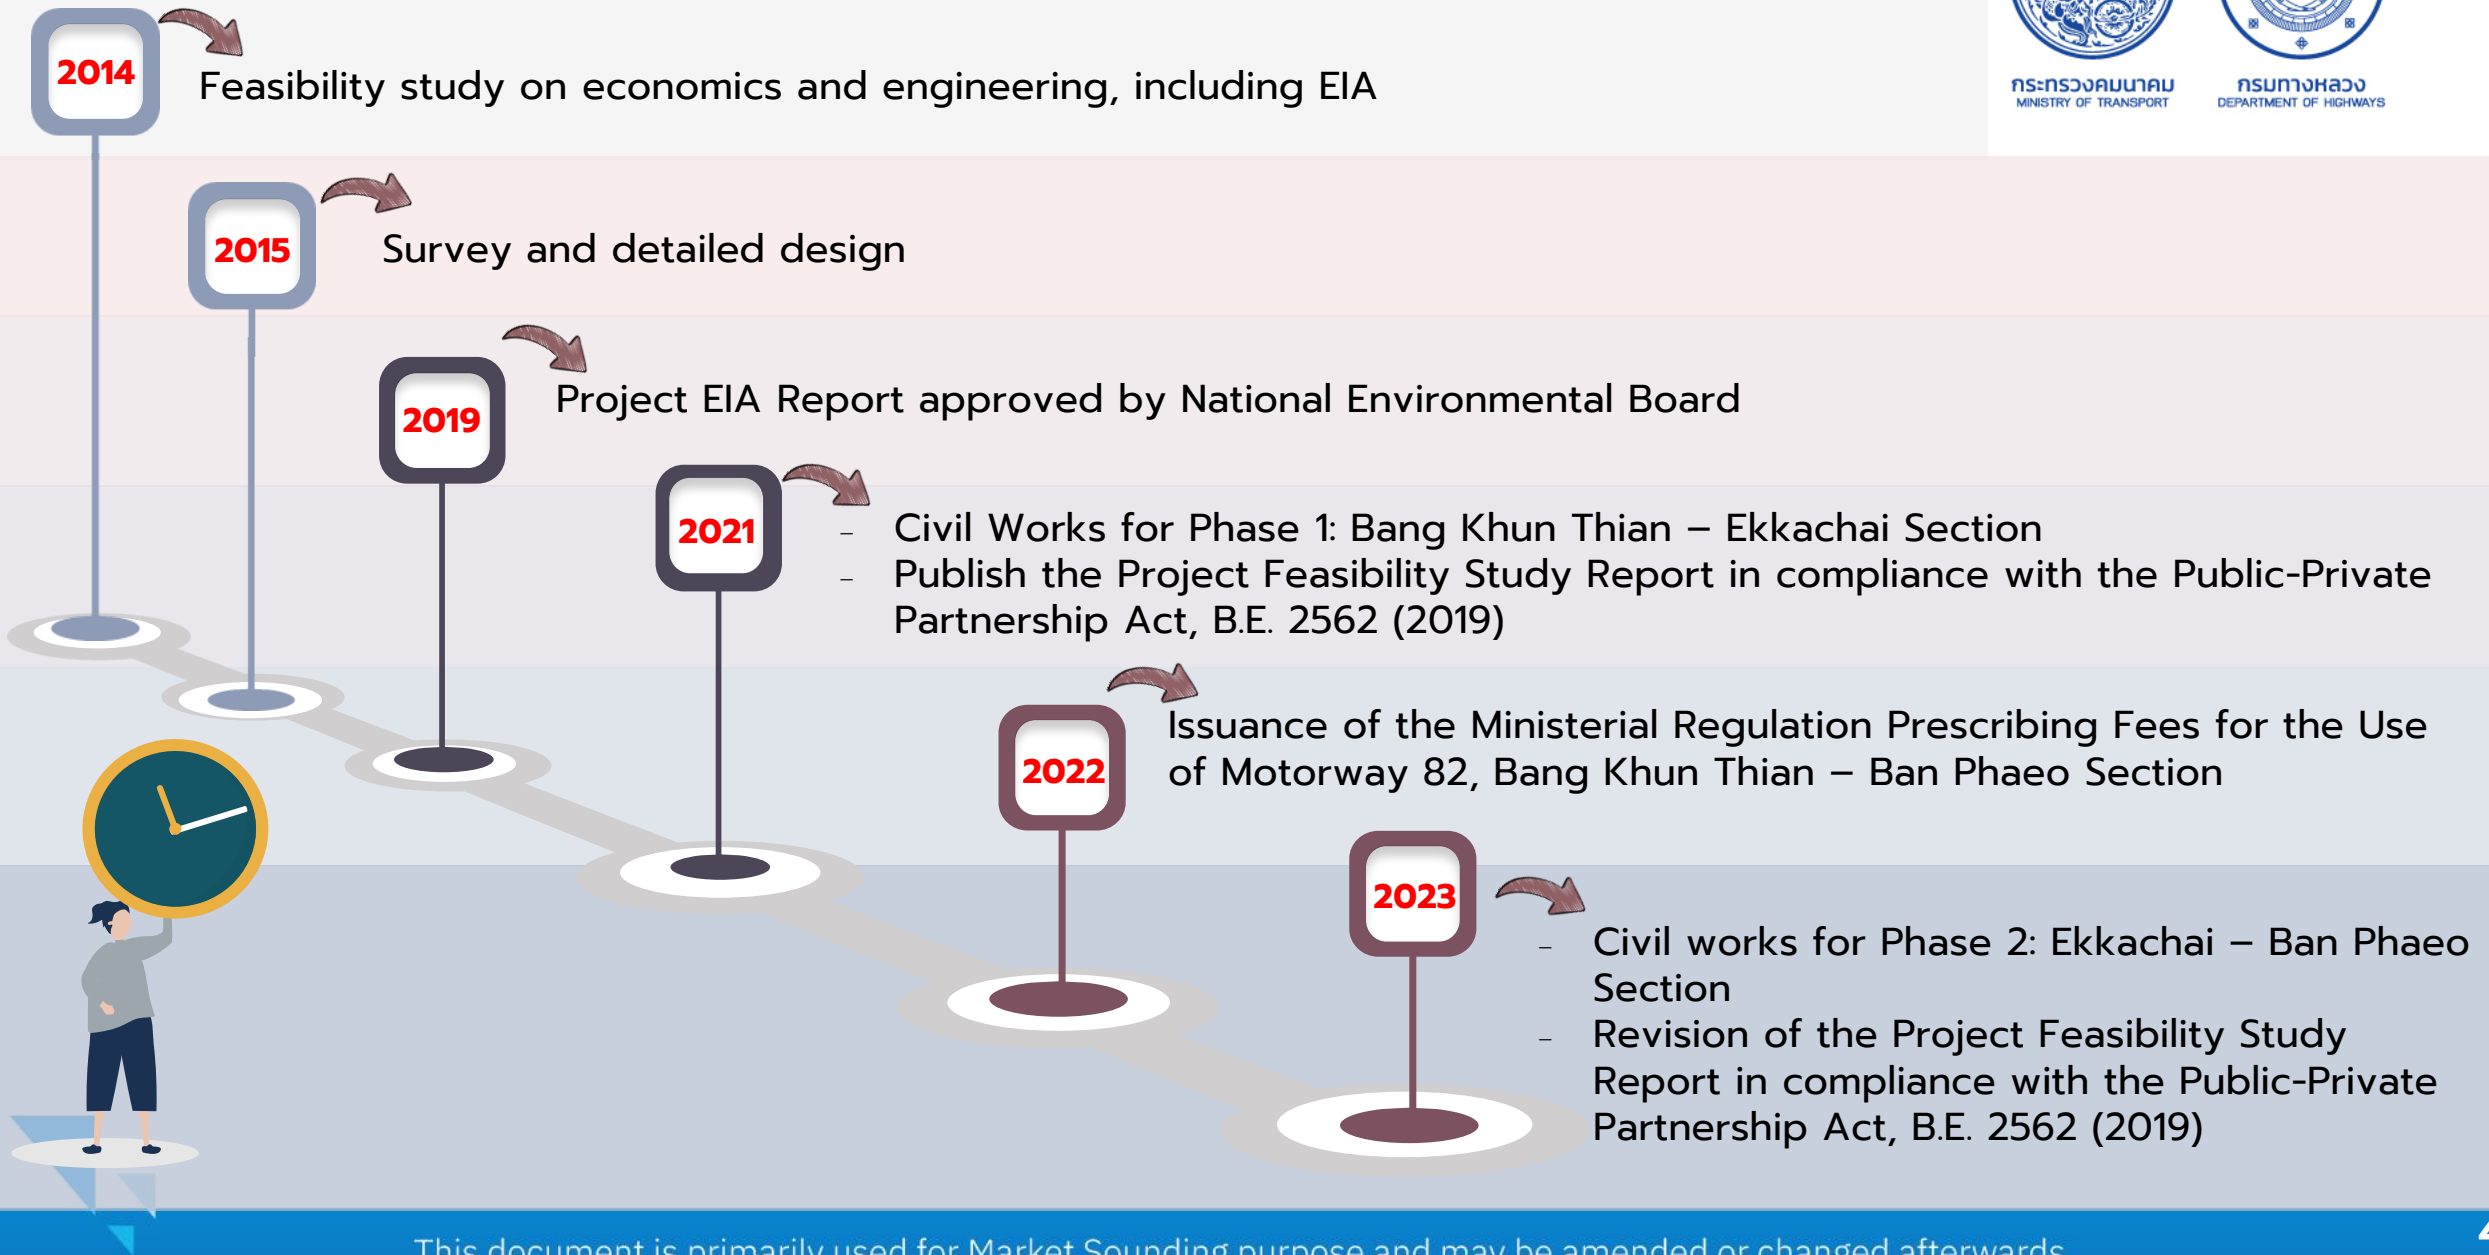 2014
Feasibility study on economics and engineering, including EIA
กระทรวงคมนาคม
MINISTRY OF TRANSPORT
กรมทางหลวง
DEPARTMENT OF HIGHWAYS
2015
Survey and detailed design
2019
Project EIA Report approved by National Environmental Board
2021
– Civil Works for Phase 1: Bang Khun Thian – Ekkachai Section
– Publish the Project Feasibility Study Report in compliance with the Public-Private
Partnership Act, B.E. 2562 (2019)
2022
Issuance of the Ministerial Regulation Prescribing Fees for the Use
of Motorway 82, Bang Khun Thian – Ban Phaeo Section
2023
– Civil works for Phase 2: Ekkachai – Ban Phaeo
Section
– Revision of the Project Feasibility Study
Report in compliance with the Public-Private
Partnership Act, B.E. 2562 (2019)
This document is primarily used for Market Sounding purpose and may be amended or changed afterwards